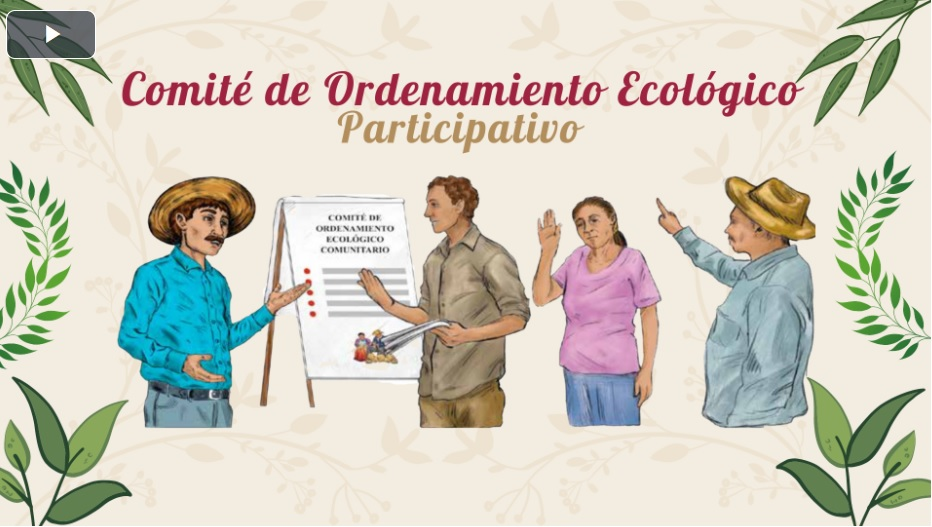 Comité de Ordenamiento Ecológico
Participativo
COMITÉ DE
ORDENAMIENTO
ECOLÓGICO
COMUNITARIO